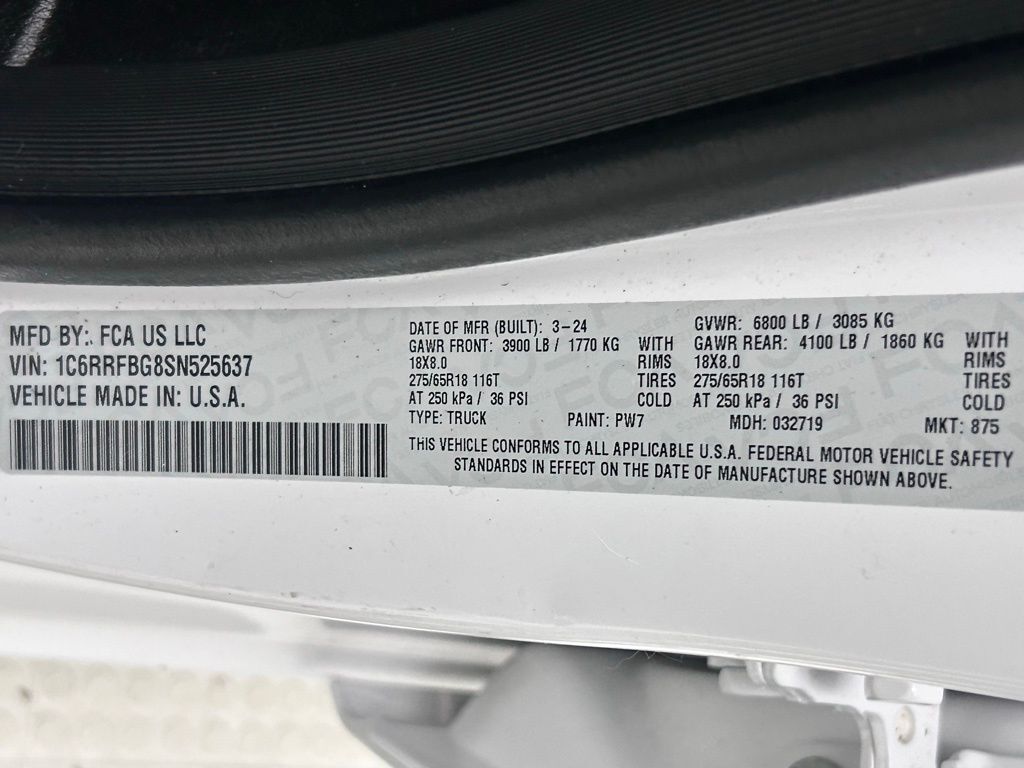 MFD BY: FCA US LLC
VIN: 1C6RRFBG8SN525637
VEHICLE MADE IN: U.S.A.
DATE OF MFR (BUILT): 3-24 GVWR: 6800 LB / 3085 KG
GAWR FRONT: 3900 LB / 1770 KG WITH GAWR REAR: 4100 LB / 1860 KG WITH
18X8.0 RIMS 18X8.0 RIMS
275/65R18 116T TIRES 275/65R18 116T TIRES
AT 250 kPa / 36 PSI COLD AT 250 kPa / 36 PSI COLD
TYPE: TRUCK PAINT: PW7 MDH: 032719 MKT: 875
THIS VEHICLE CONFORMS TO ALL APPLICABLE U.S.A. FEDERAL MOTOR VEHICLE SAFETY
STANDARDS IN EFFECT ON THE DATE OF MANUFACTURE SHOWN ABOVE.